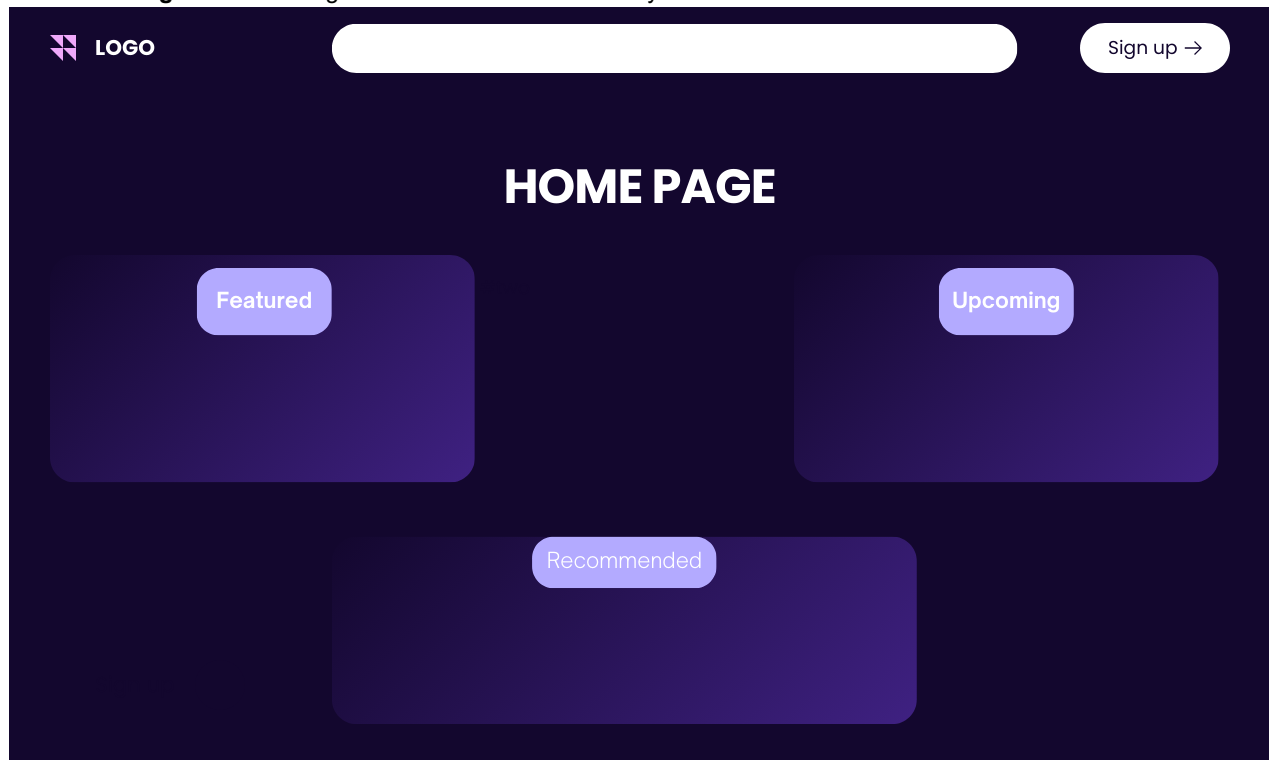 LOGO
Sign up →
HOME PAGE
Featured
Upcoming
Recommended